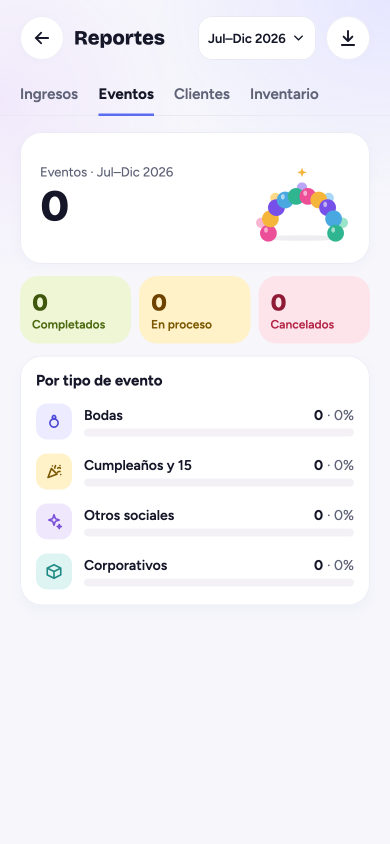 Reportes
Jul–Dic 2026
Ingresos
Eventos
Clientes
Inventario
Eventos · Jul–Dic 2026
0
0
Completados
0
En proceso
0
Cancelados
Por tipo de evento
Bodas
0 · 0%
Cumpleaños y 15
0 · 0%
Otros sociales
0 · 0%
Corporativos
0 · 0%